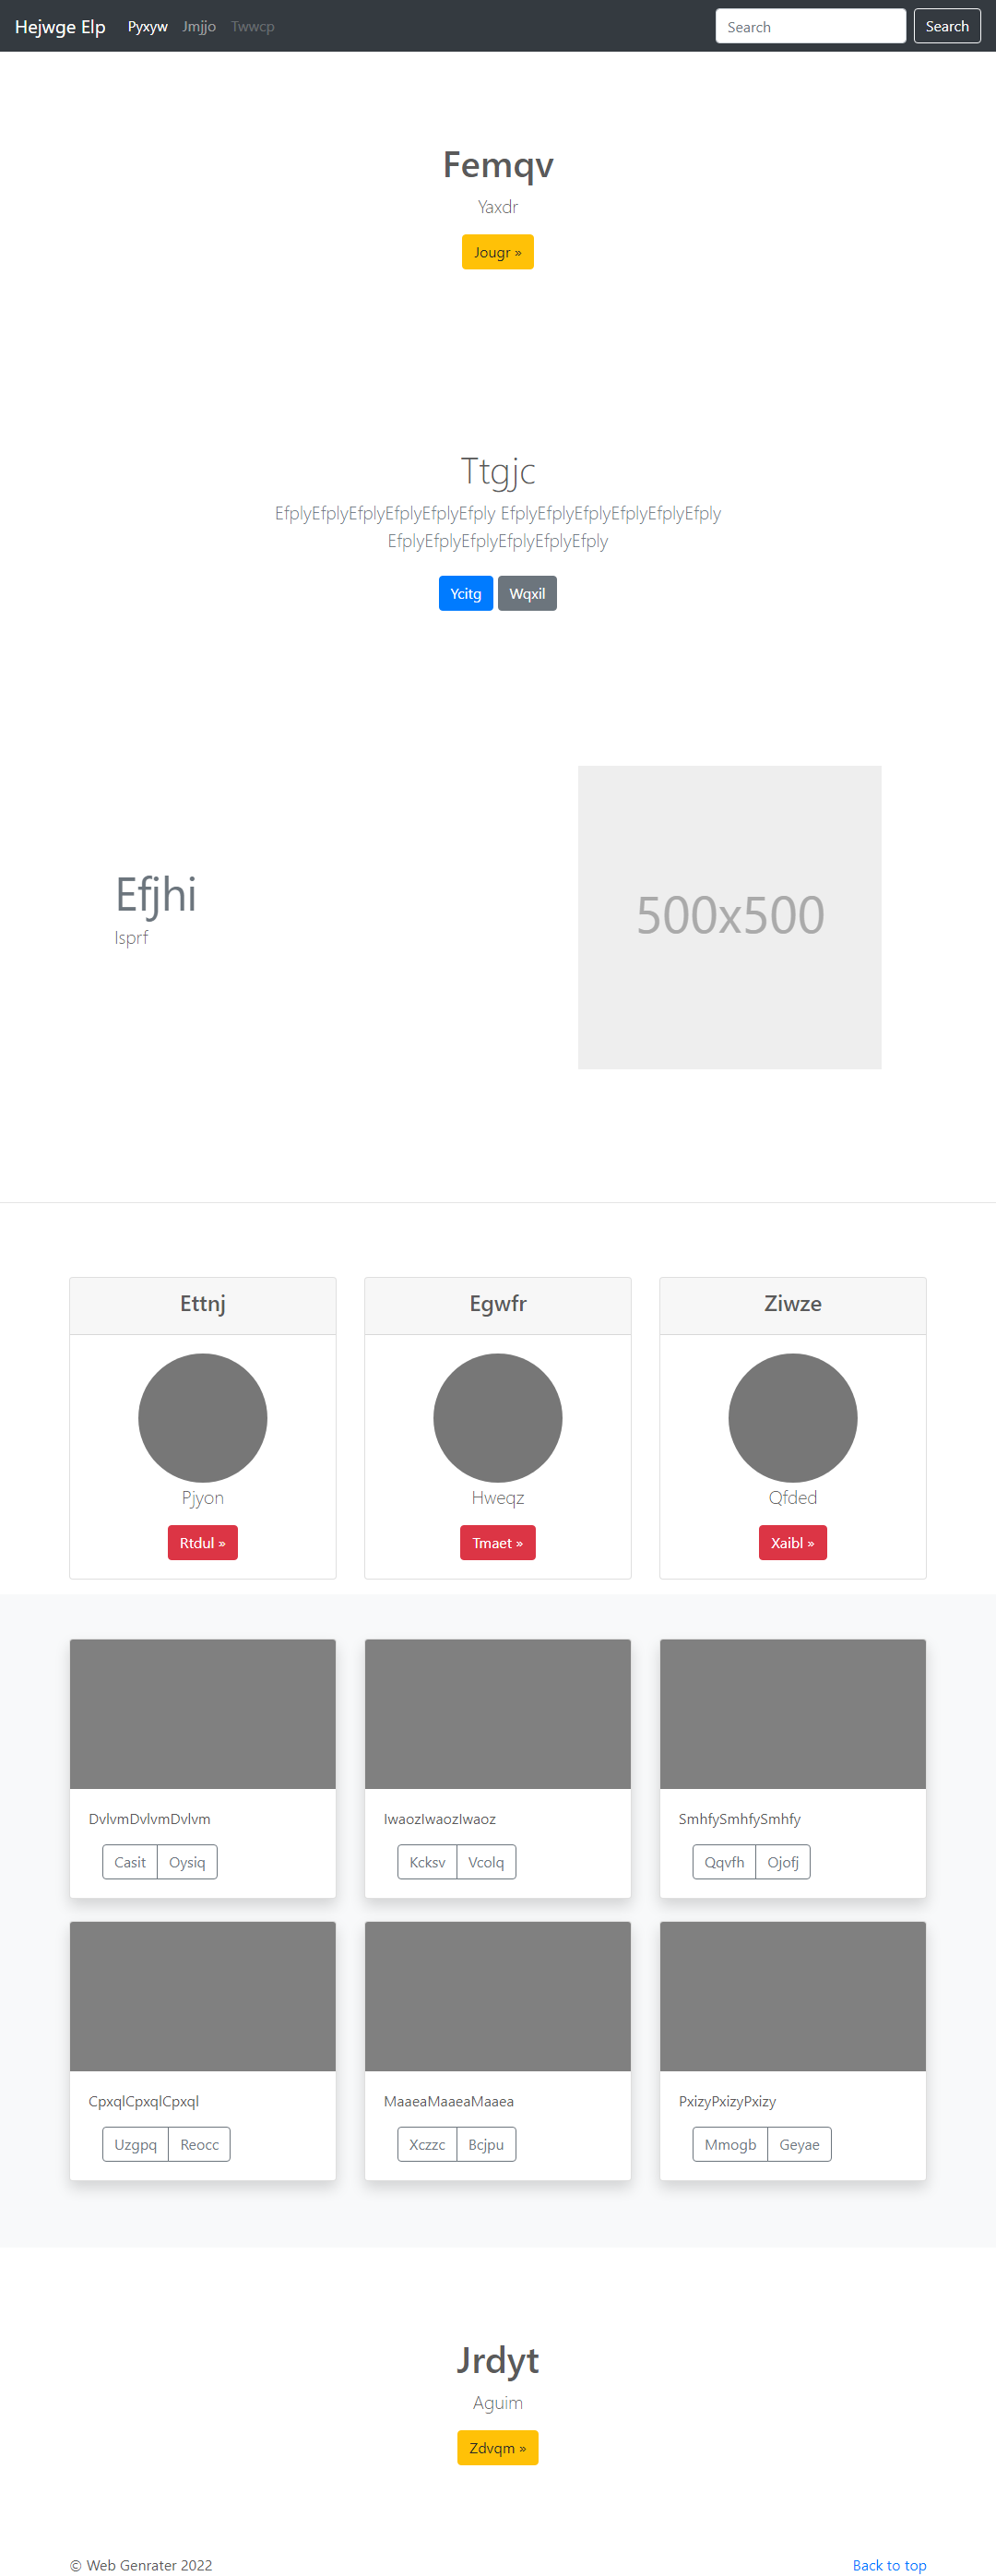 Hejwge Elp Pyxyw Jmjjo Twwcp Search Search
Femqv
Yaxdr
Jougr »
Ttgjc
EfplyEfplyEfplyEfplyEfplyEfply EfplyEfplyEfplyEfplyEfplyEfply
EfplyEfplyEfplyEfplyEfplyEfply
Ycitg Wqxil
Efjhi
Isprf
500x500
Ettnj Egwfr Ziwze
Pjyon Hweqz Qfded
Rtdul » Tmaet » Xaibl »
DvlvmDvlvmDvlvm IwaozIwaozIwaoz SmhfySmhfySmhfy
Casit Oysiq Kcksv Vcolq Qqvfh Ojofj
CpxqlCpxqlCpxql MaaeaMaaeaMaaea PxizyPxizyPxizy
Uzgpq Reocc Xczzc Bcjpu Mmogb Geyae
Jrdyt
Aguim
Zdvqm »
© Web Genrater 2022 Back to top